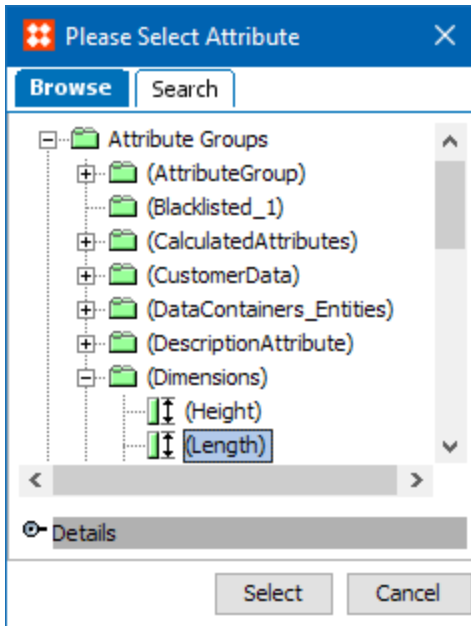 Please Select Attribute
Browse
Search
Attribute Groups
(AttributeGroup)
(Blacklisted_1)
(CalculatedAttributes)
(CustomerData)
(DataContainers_Entities)
(DescriptionAttribute)
(Dimensions)
(Height)
(Length)
Details
Select
Cancel